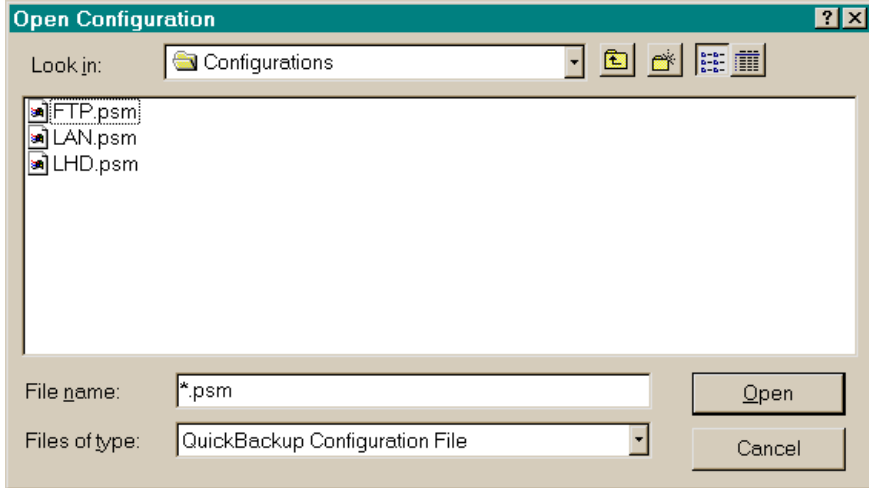 Open Configuration
Look in: Configurations
FTP.psm
LAN.psm
LHD.psm
File name: *.psm Open
Files of type: QuickBackup Configuration File Cancel